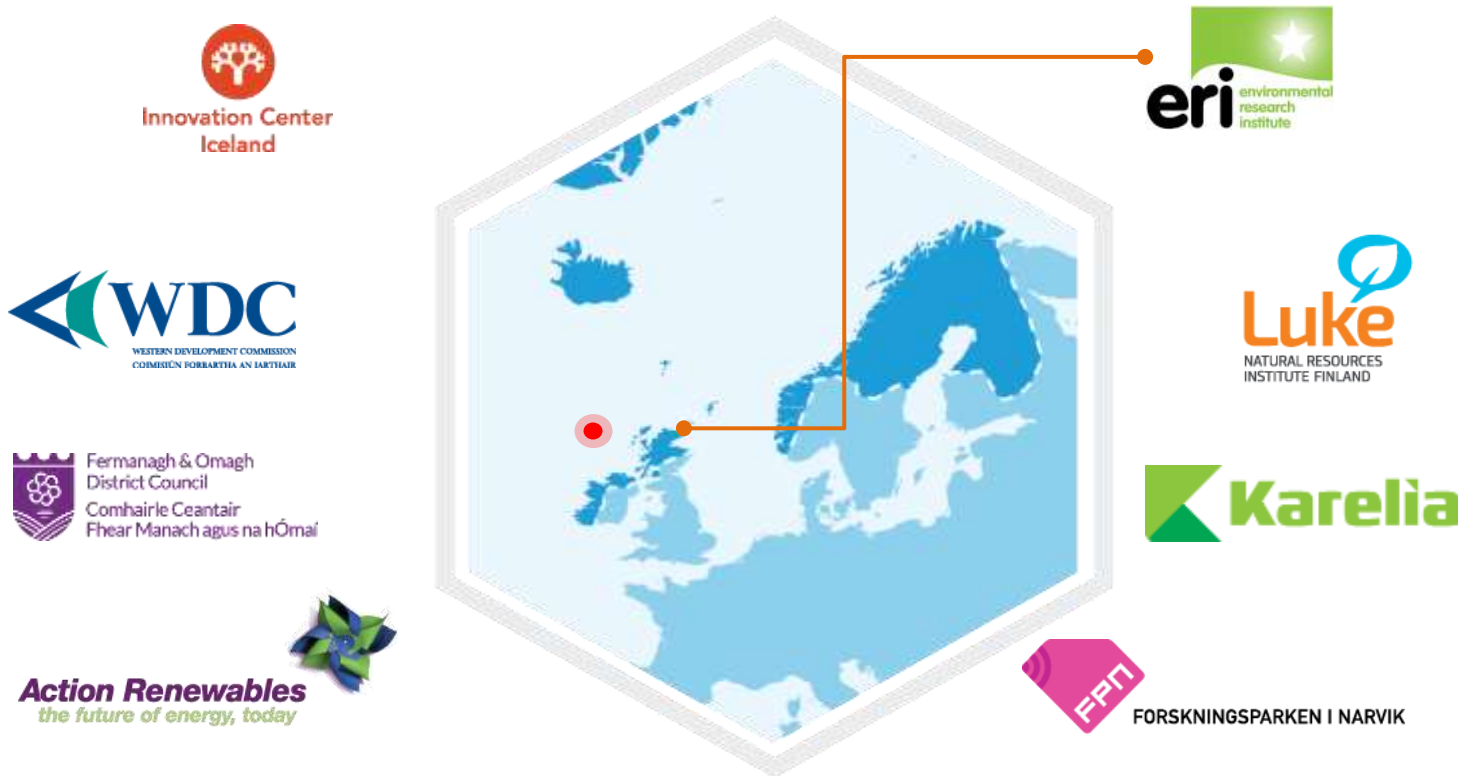 Innovation Center
Iceland
eri
environmental
research
institute
WDC
WESTERN DEVELOPMENT COMMISSION
COIMISIÚN FORBARTHA AN IARTHAIR
Luke
NATURAL RESOURCES
INSTITUTE FINLAND
Fermanagh & Omagh
District Council
Comhairle Ceantair
Fhear Manach agus na hÓmaí
Karelia
Action Renewables
the future of energy, today
FPN
FORSKNINGSPARKEN I NARVIK